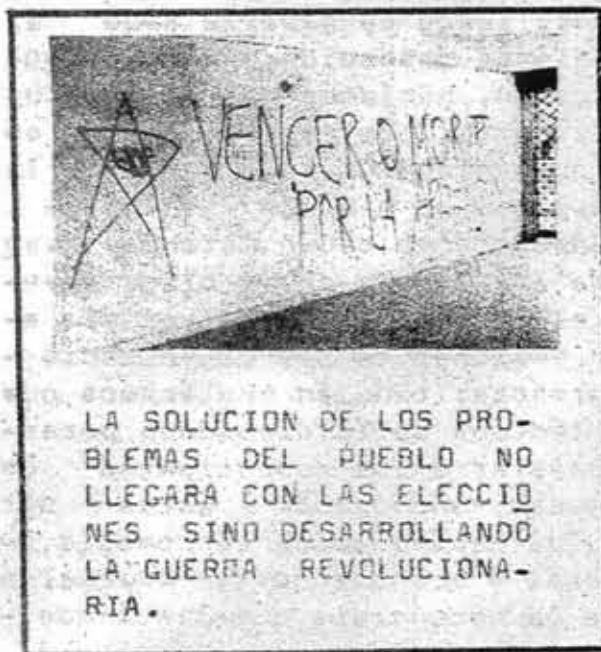 VENCER O MORIR
POR LA
LA SOLUCION DE LOS PRO-
BLEMAS DEL PUEBLO NO
LLEGARA CON LAS ELECCIO
NES SINO DESARROLLANDO
LA GUERRA REVOLUCIONA-
RIA.